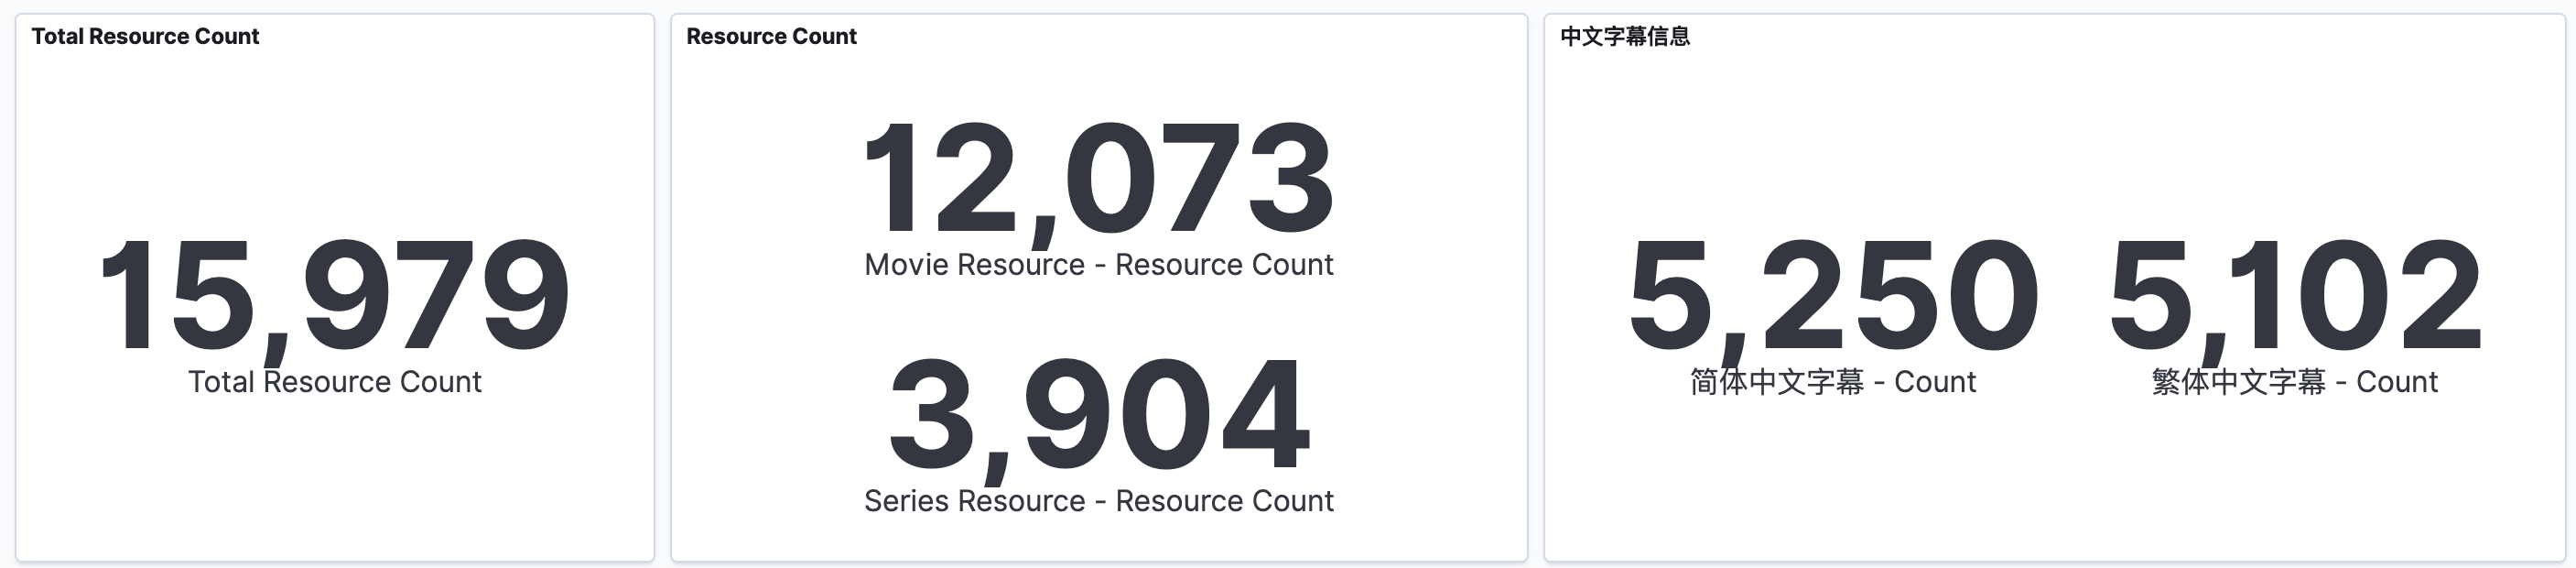 Total Resource Count
15,979
Total Resource Count
Resource Count
12,073
Movie Resource - Resource Count
3,904
Series Resource - Resource Count
中文字幕信息
5,250
简体中文字幕 - Count
5,102
繁体中文字幕 - Count